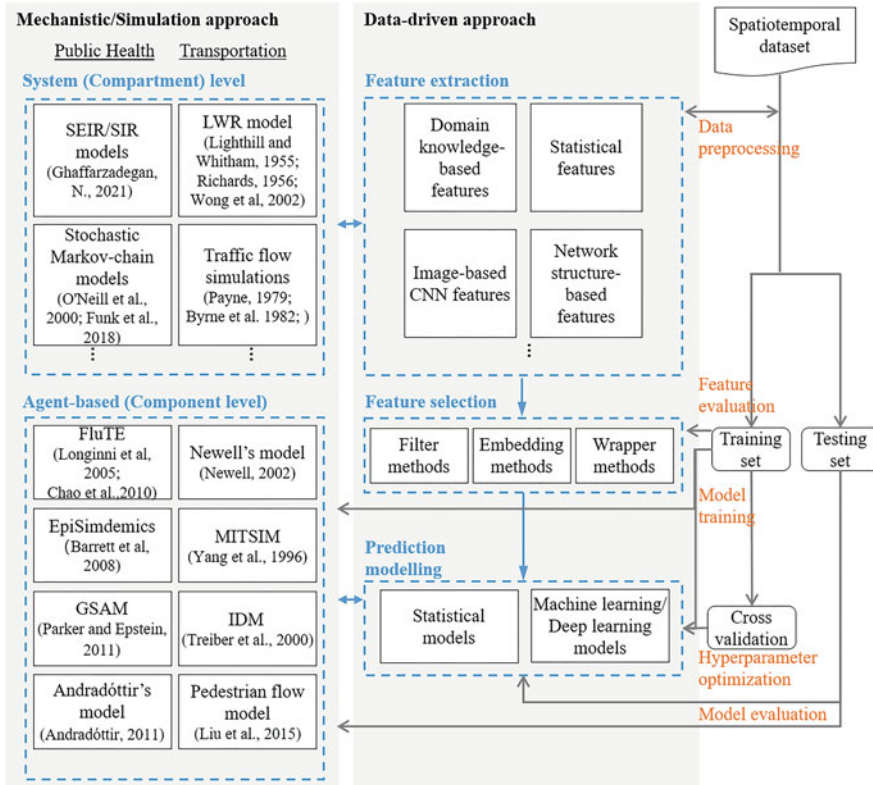 Mechanistic/Simulation approach
Public Health
Transportation
System (Compartment) level
SEIR/SIR
models
(Ghaffarzadegan,
N., 2021)
LWR model
(Lighthill and
Whitham, 1955;
Richards, 1956;
Wong et al, 2002)
Stochastic
Markov-chain
models
(O'Neill et al.,
2000; Funk et al.,
2018)
Traffic flow
simulations
(Payne, 1979;
Byrne et al. 1982; )
Agent-based (Component level)
FluTE
(Longinni et al,
2005;
Chao et al.,2010)
Newell's model
(Newell, 2002)
EpiSimdemics
(Barrett et al,
2008)
MITSIM
(Yang et al., 1996)
GSAM
(Parker and Epstein,
2011)
IDM
(Treiber et al., 2000)
Andradóttir's
model
(Andradóttir, 2011)
Pedestrian flow
model
(Liu et al., 2015)
Data-driven approach
Feature extraction
Domain
knowledge-
based
features
Statistical
features
Image-based
CNN features
Network
structure-
based
features
Feature selection
Filter
methods
Embedding
methods
Wrapper
methods
Prediction
modelling
Statistical
models
Machine learning/
Deep learning
models
Spatiotemporal
dataset
Data
preprocessing
Feature
evaluation
Training
set
Testing
set
Model
training
Cross
validation
Hyperparameter
optimization
Model evaluation